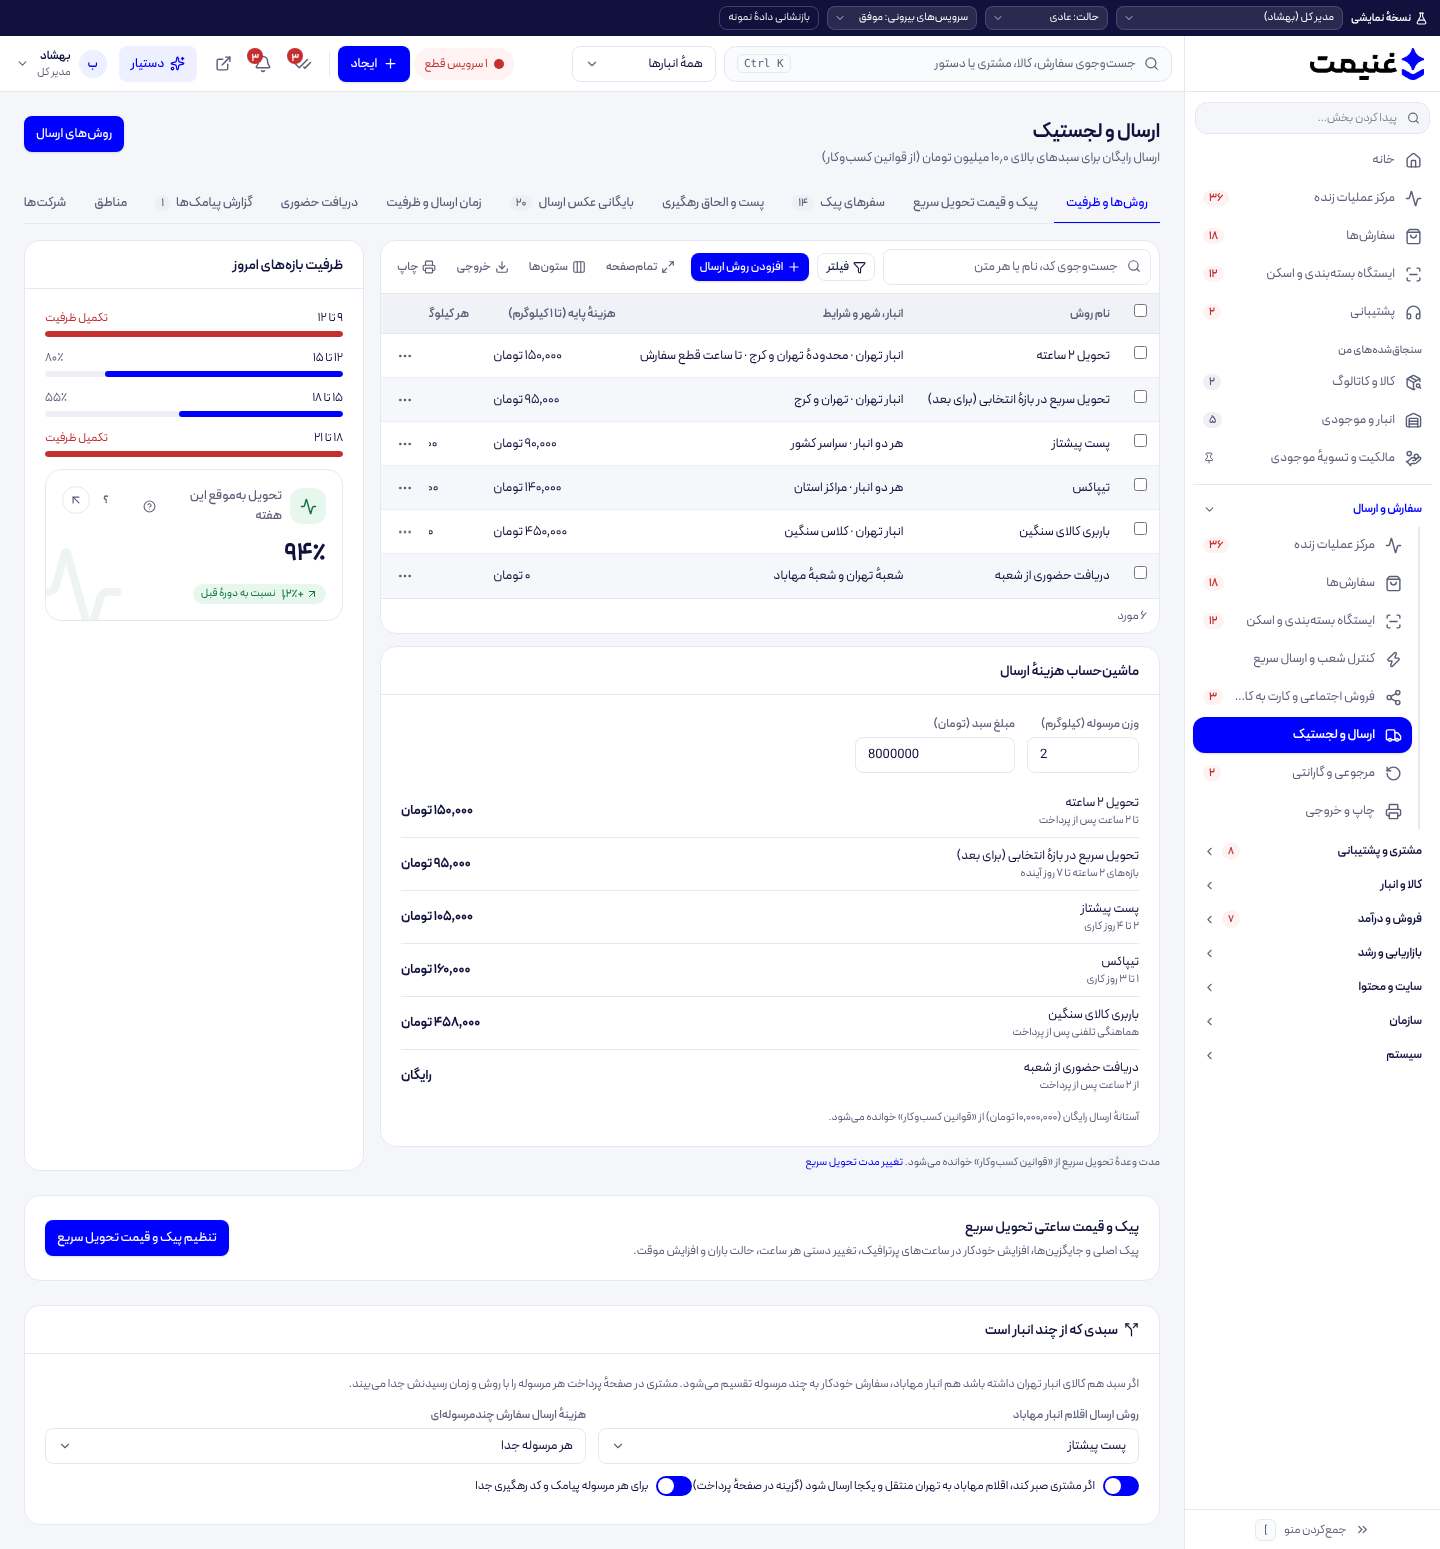 نسخهٔ نمایشی
مدیر کل (بهشاد)
حالت: عادی
سرویس‌های بیرونی: موفق
بازنشانی دادهٔ نمونه
غنیمت
جست‌وجوی سفارش، کالا، مشتری یا دستور
Ctrl K
همهٔ انبارها
۱ سرویس قطع
ایجاد
۳
۳
دستیار
ب
بهشاد
مدیر کل
پیدا کردن بخش...
خانه
مرکز عملیات زنده ۳۶
سفارش‌ها ۱۸
ایستگاه بسته‌بندی و اسکن ۱۲
پشتیبانی ۲
سنجاق‌شده‌های من
کالا و کاتالوگ ۲
انبار و موجودی ۵
مالکیت و تسویهٔ موجودی
سفارش و ارسال
مرکز عملیات زنده ۳۶
سفارش‌ها ۱۸
ایستگاه بسته‌بندی و اسکن ۱۲
کنترل شعب و ارسال سریع
فروش اجتماعی و کارت به کا... ۳
ارسال و لجستیک
مرجوعی و گارانتی ۲
چاپ و خروجی
مشتری و پشتیبانی ۸
کالا و انبار
فروش و درآمد ۷
بازاریابی و رشد
سایت و محتوا
سازمان
سیستم
جمع‌کردن منو [
ارسال و لجستیک
ارسال رایگان برای سبدهای بالای ۱۰٫۰ میلیون تومان (از قوانین کسب‌وکار)
روش‌های ارسال
روش‌ها و ظرفیت
پیک و قیمت تحویل سریع
سفرهای پیک ۱۴
پست و الحاق رهگیری
بایگانی عکس ارسال ۲۰
زمان ارسال و ظرفیت
دریافت حضوری
گزارش پیامک‌ها ۱
مناطق
شرکت‌ها
جست‌وجوی کد، نام یا هر متن
فیلتر
افزودن روش ارسال
تمام‌صفحه
ستون‌ها
خروجی
چاپ
نام روش
انبار، شهر و شرایط
هزینهٔ پایه (تا ۱ کیلوگرم)
هر کیلوگ
تحویل ۲ ساعته
انبار تهران · محدودهٔ تهران و کرج · تا ساعت قطع سفارش
۱۵۰٬۰۰۰ تومان
تحویل سریع در بازهٔ انتخابی (برای بعد)
انبار تهران · تهران و کرج
۹۵٬۰۰۰ تومان
پست پیشتاز
هر دو انبار · سراسر کشور
۹۰٬۰۰۰ تومان
تیپاکس
هر دو انبار · مراکز استان
۱۴۰٬۰۰۰ تومان
باربری کالای سنگین
انبار تهران · کلاس سنگین
۴۵۰٬۰۰۰ تومان
دریافت حضوری از شعبه
شعبهٔ تهران و شعبهٔ مهاباد
۰ تومان
۶ مورد
ظرفیت بازه‌های امروز
۹ تا ۱۲ تکمیل ظرفیت
۱۲ تا ۱۵ ۸۰٪
۱۵ تا ۱۸ ۵۵٪
۱۸ تا ۲۱ تکمیل ظرفیت
تحویل به‌موقع این
هفته
؟
۹۴٪
+۱٫۲٪ نسبت به دورهٔ قبل
ماشین‌حساب هزینهٔ ارسال
وزن مرسوله (کیلوگرم)
مبلغ سبد (تومان)
2
8000000
تحویل ۲ ساعته
تا ۲ ساعت پس از پرداخت
۱۵۰٬۰۰۰ تومان
تحویل سریع در بازهٔ انتخابی (برای بعد)
بازه‌های ۲ ساعته تا ۷ روز آینده
۹۵٬۰۰۰ تومان
پست پیشتاز
۲ تا ۴ روز کاری
۱۰۵٬۰۰۰ تومان
تیپاکس
۱ تا ۳ روز کاری
۱۶۰٬۰۰۰ تومان
باربری کالای سنگین
هماهنگی تلفنی پس از پرداخت
۴۵۸٬۰۰۰ تومان
دریافت حضوری از شعبه
از ۲ ساعت پس از پرداخت
رایگان
آستانهٔ ارسال رایگان (۱۰٬۰۰۰٬۰۰۰ تومان) از «قوانین کسب‌وکار» خوانده می‌شود.
مدت وعدهٔ تحویل سریع از «قوانین کسب‌وکار» خوانده می‌شود. تغییر مدت تحویل سریع
پیک و قیمت ساعتی تحویل سریع
پیک اصلی و جایگزین‌ها، افزایش خودکار در ساعت‌های پرترافیک، تغییر دستی هر ساعت، حالت باران و افزایش موقت.
تنظیم پیک و قیمت تحویل سریع
سبدی که از چند انبار است
اگر سبد هم کالای انبار تهران داشته باشد هم انبار مهاباد، سفارش خودکار به چند مرسوله تقسیم می‌شود. مشتری در صفحهٔ پرداخت هر مرسوله را با روش و زمان رسیدنش جدا می‌بیند.
روش ارسال اقلام انبار مهاباد
هزینهٔ ارسال سفارش چندمرسوله‌ای
پست پیشتاز
هر مرسوله جدا
اگر مشتری صبر کند، اقلام مهاباد به تهران منتقل و یکجا ارسال شود (گزینه در صفحهٔ پرداخت)
برای هر مرسوله پیامک و کد رهگیری جدا